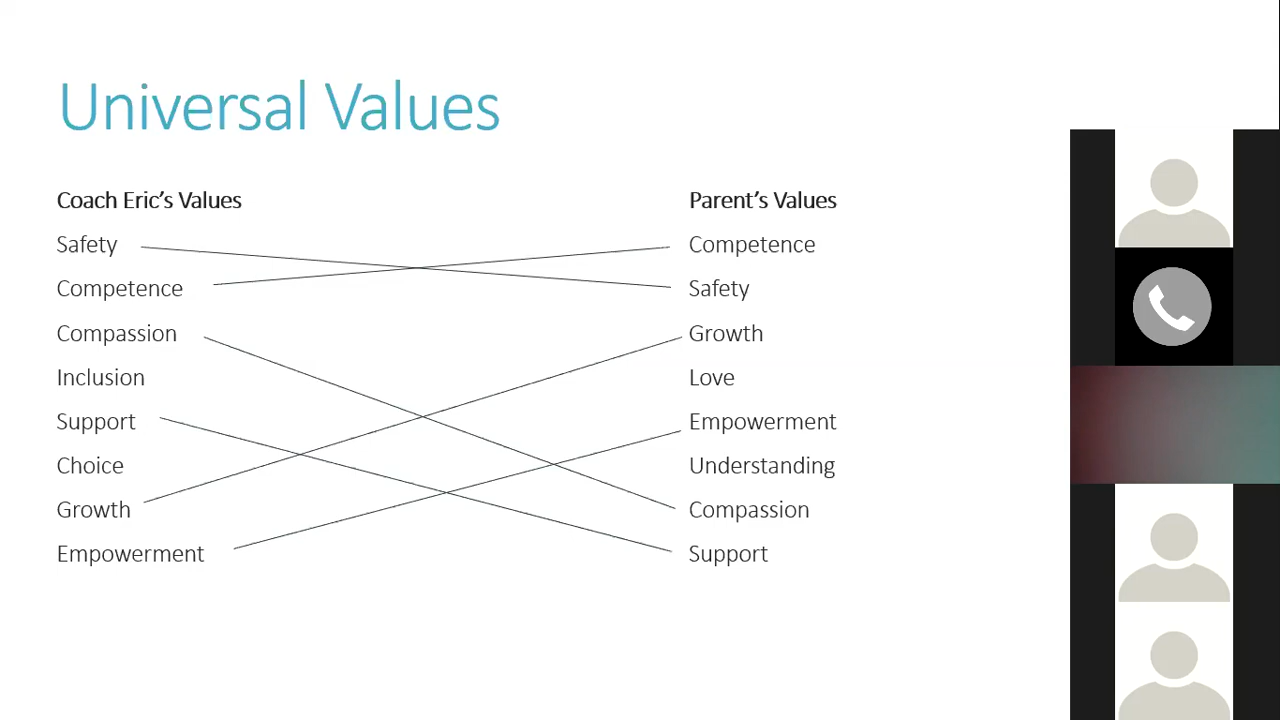 Universal Values
Coach Eric's Values
Safety
Competence
Compassion
Inclusion
Support
Choice
Growth
Empowerment
Parent's Values
Competence
Safety
Growth
Love
Empowerment
Understanding
Compassion
Support